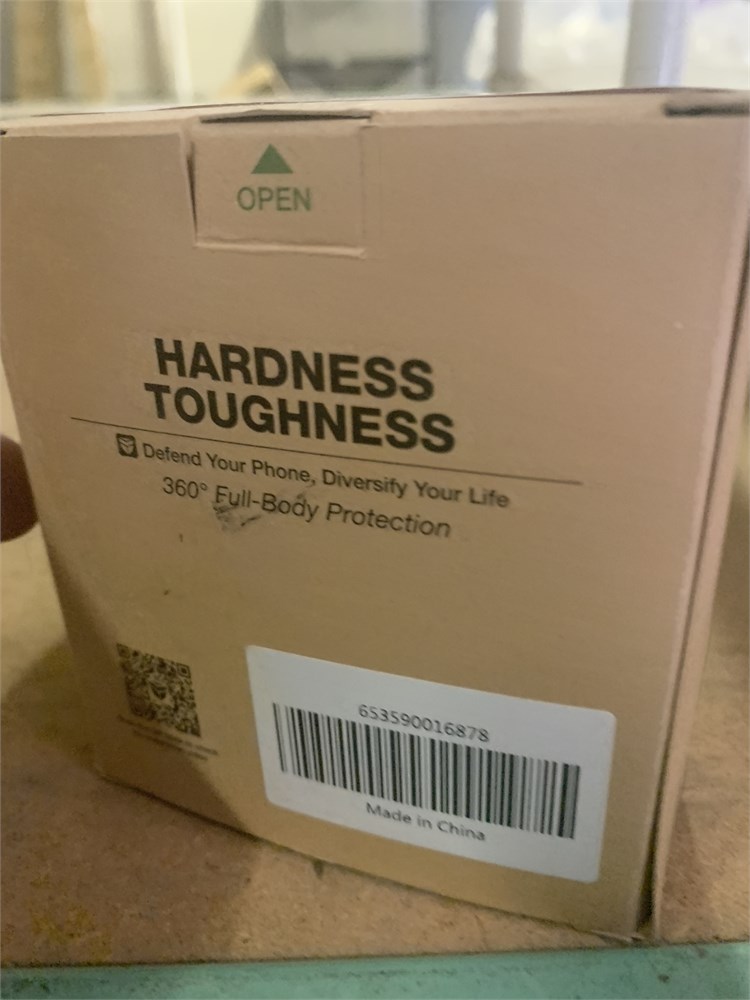 OPEN
HARDNESS
TOUGHNESS
Defend Your Phone, Diversify Your Life
360° Full-Body Protection
653590016878
Made in China